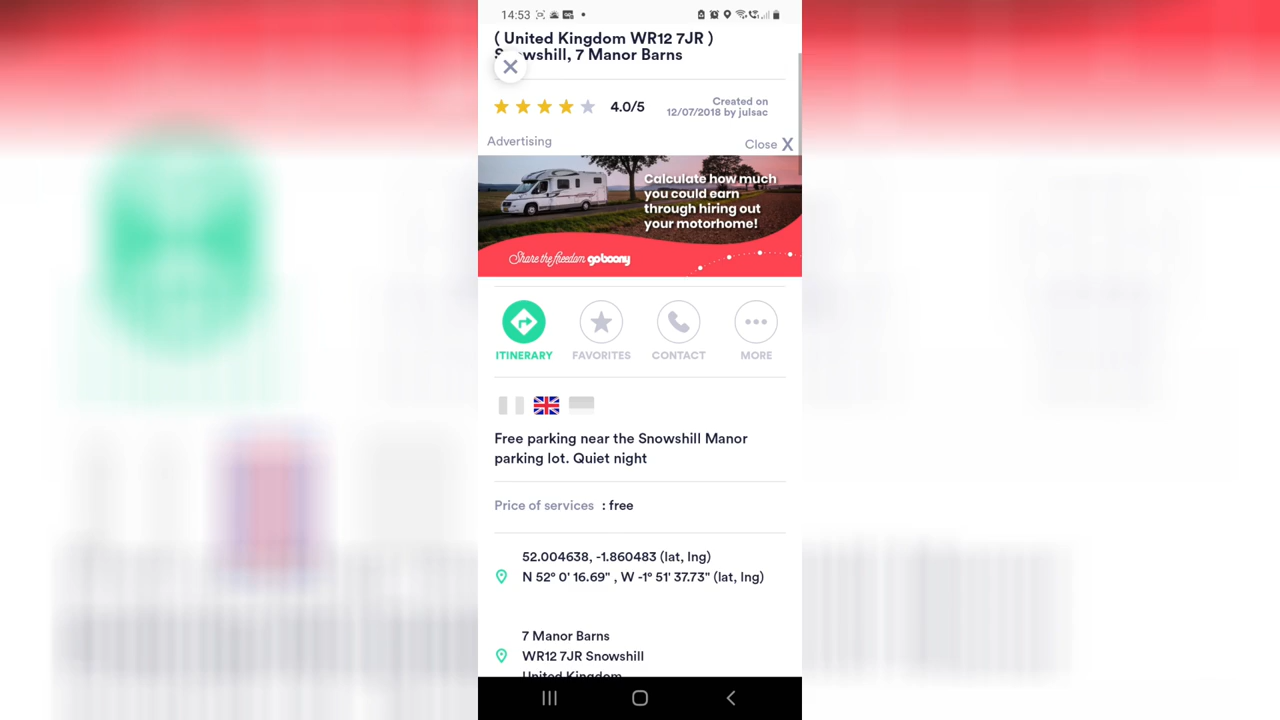 14:53
( United Kingdom WR12 7JR )
Snowshill, 7 Manor Barns
4.0/5
Created on
12/07/2018 by julsac
Advertising
Close X
Calculate how much
you could earn
through hiring out
your motorhome!
Share the freedom goboony
ITINERARY
FAVORITES
CONTACT
MORE
Free parking near the Snowshill Manor
parking lot. Quiet night
Price of services : free
52.004638, -1.860483 (lat, lng)
N 52° 0' 16.69" , W -1° 51' 37.73" (lat, lng)
7 Manor Barns
WR12 7JR Snowshill
United Kingdom